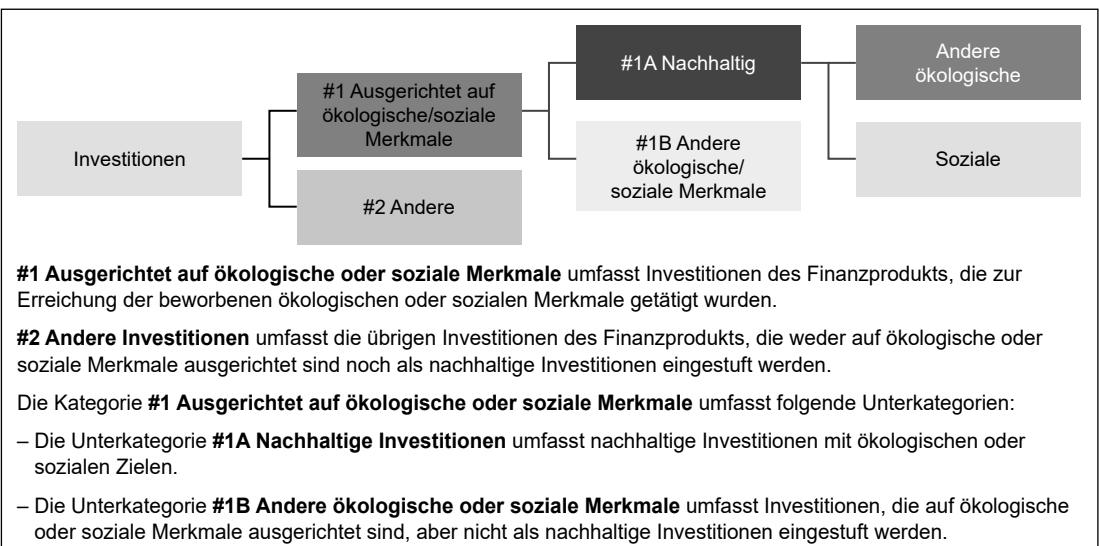 Investitionen
#1 Ausgerichtet auf
ökologische/soziale
Merkmale
#2 Andere
#1A Nachhaltig
#1B Andere
ökologische/
soziale Merkmale
Andere
ökologische
Soziale
#1 Ausgerichtet auf ökologische oder soziale Merkmale umfasst Investitionen des Finanzprodukts, die zur
Erreichung der beworbenen ökologischen oder sozialen Merkmale getätigt wurden.
#2 Andere Investitionen umfasst die übrigen Investitionen des Finanzprodukts, die weder auf ökologische oder
soziale Merkmale ausgerichtet sind noch als nachhaltige Investitionen eingestuft werden.
Die Kategorie #1 Ausgerichtet auf ökologische oder soziale Merkmale umfasst folgende Unterkategorien:
– Die Unterkategorie #1A Nachhaltige Investitionen umfasst nachhaltige Investitionen mit ökologischen oder
sozialen Zielen.
– Die Unterkategorie #1B Andere ökologische oder soziale Merkmale umfasst Investitionen, die auf ökologische
oder soziale Merkmale ausgerichtet sind, aber nicht als nachhaltige Investitionen eingestuft werden.